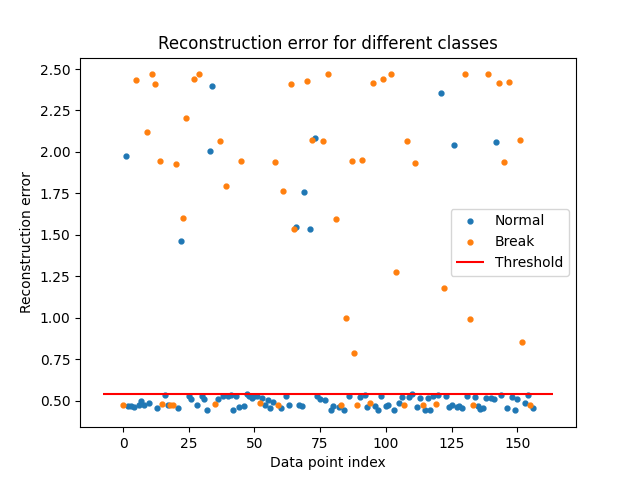 Reconstruction error for different classes
Reconstruction error
2.50
2.25
2.00
1.75
1.50
1.25
1.00
0.75
0.50
Normal
Break
Threshold
0 25 50 75 100 125 150
Data point index